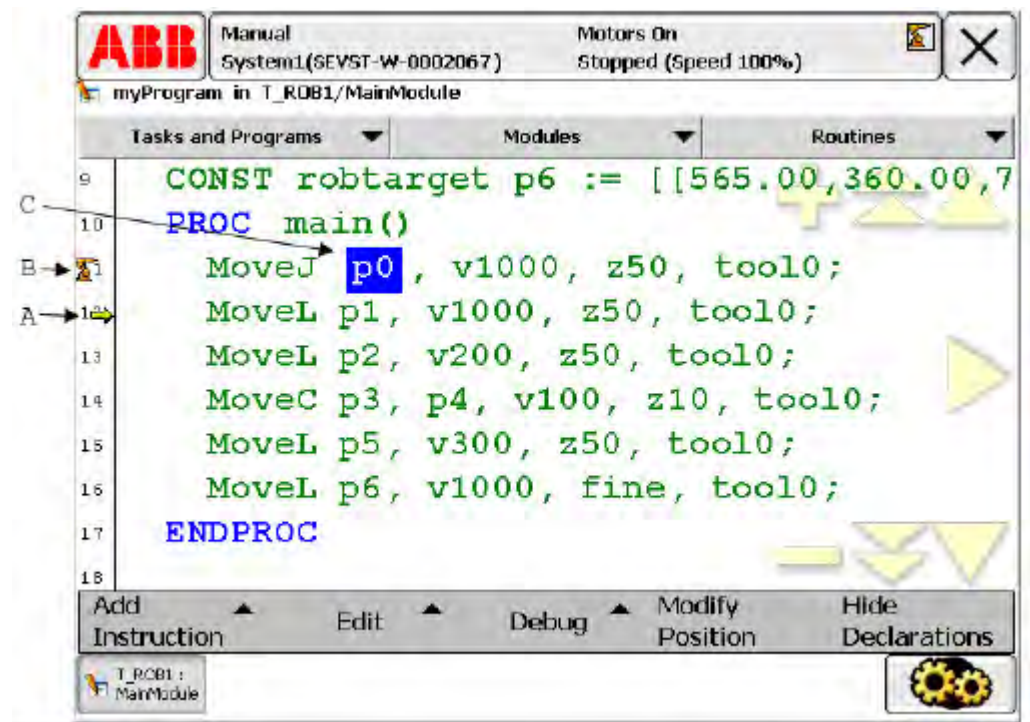 ABB
Manual
System1(SEVST-W-0002067)
Motors On
Stopped (Speed 100%)
myProgram in T_ROB1/MainModule
Tasks and Programs Modules Routines
9 CONST robtarget p6 := [[565.00,360.00,7
C
10 PROC main()
B 11 MoveJ p0 , v1000, z50, tool0;
A 12 MoveL p1, v1000, z50, tool0;
13 MoveL p2, v200, z50, tool0;
14 MoveC p3, p4, v100, z10, tool0;
15 MoveL p5, v300, z50, tool0;
16 MoveL p6, v1000, fine, tool0;
17 ENDPROC
18
Add Instruction
Edit
Debug
Modify Position
Hide Declarations
T_ROB1 :
MainModule